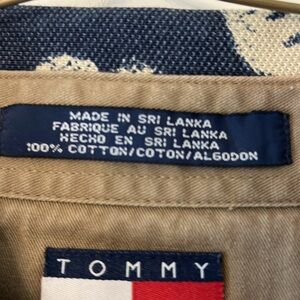 MADE IN SRI LANKA
FABRIQUE AU SRI LANKA
HECHO EN SRI LANKA
100% COTTON/COTON/ALGODON
TOMMY